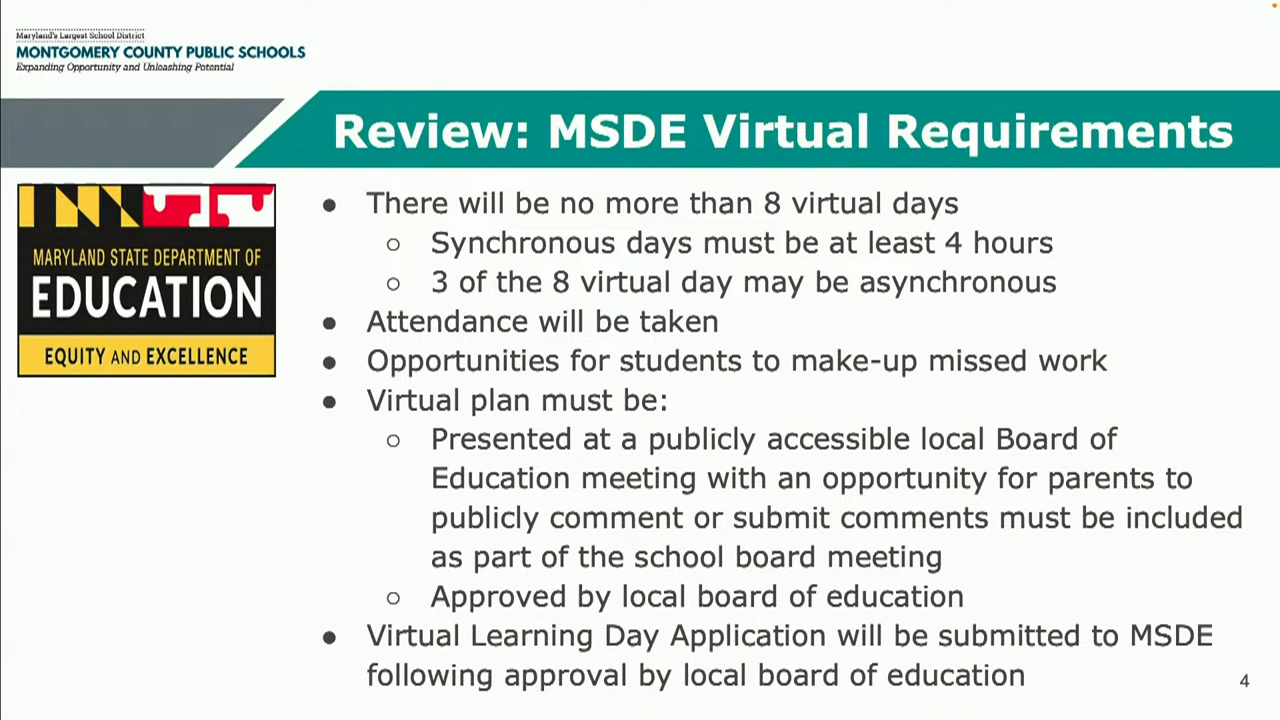 Maryland's Largest School District
MONTGOMERY COUNTY PUBLIC SCHOOLS
Expanding Opportunity and Unleashing Potential
Review: MSDE Virtual Requirements
MARYLAND STATE DEPARTMENT OF
EDUCATION
EQUITY AND EXCELLENCE
● There will be no more than 8 virtual days
○ Synchronous days must be at least 4 hours
○ 3 of the 8 virtual day may be asynchronous
● Attendance will be taken
● Opportunities for students to make-up missed work
● Virtual plan must be:
○ Presented at a publicly accessible local Board of
Education meeting with an opportunity for parents to
publicly comment or submit comments must be included
as part of the school board meeting
○ Approved by local board of education
● Virtual Learning Day Application will be submitted to MSDE
following approval by local board of education
4